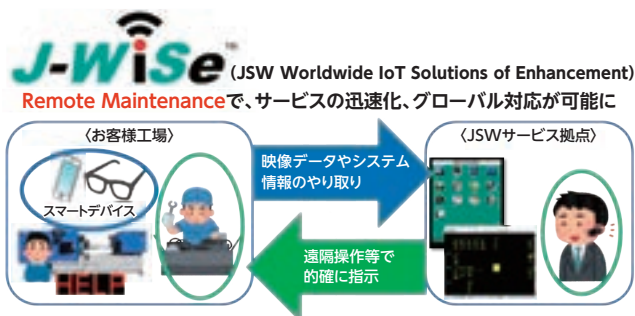 J-WiSe™
(JSW Worldwide IoT Solutions of Enhancement)
Remote Maintenanceで、サービスの迅速化、グローバル対応が可能に
〈お客様工場〉
スマートデバイス
HELP
映像データやシステム
情報のやり取り
遠隔操作等で
的確に指示
〈JSWサービス拠点〉